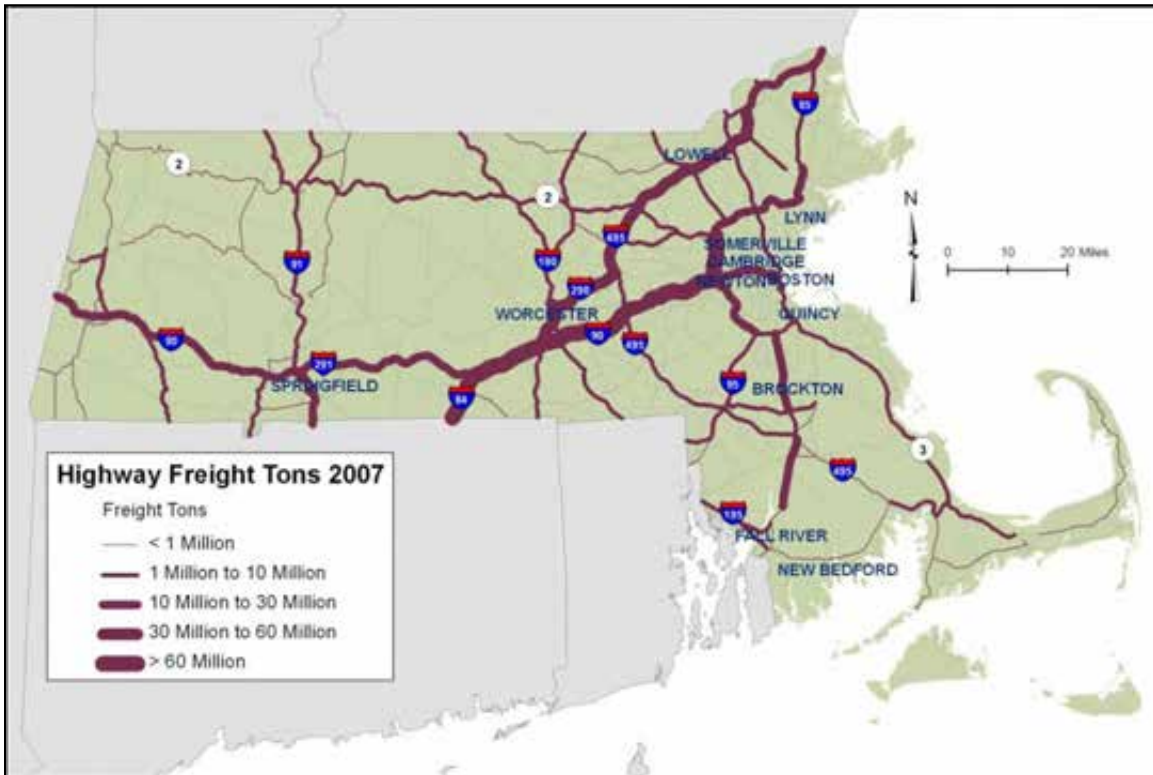 95
2
LOWELL
2
N
LYNN
495
SOMERVILLE
CAMBRIDGE
91
190
0 10 20 Miles
NEWTON
BOSTON
290
WORCESTER
QUINCY
90
90
495
291
SPRINGFIELD
95
BROCKTON
84
3
Highway Freight Tons 2007
495
Freight Tons
195
< 1 Million
FALL RIVER
1 Million to 10 Million
NEW BEDFORD
10 Million to 30 Million
30 Million to 60 Million
> 60 Million